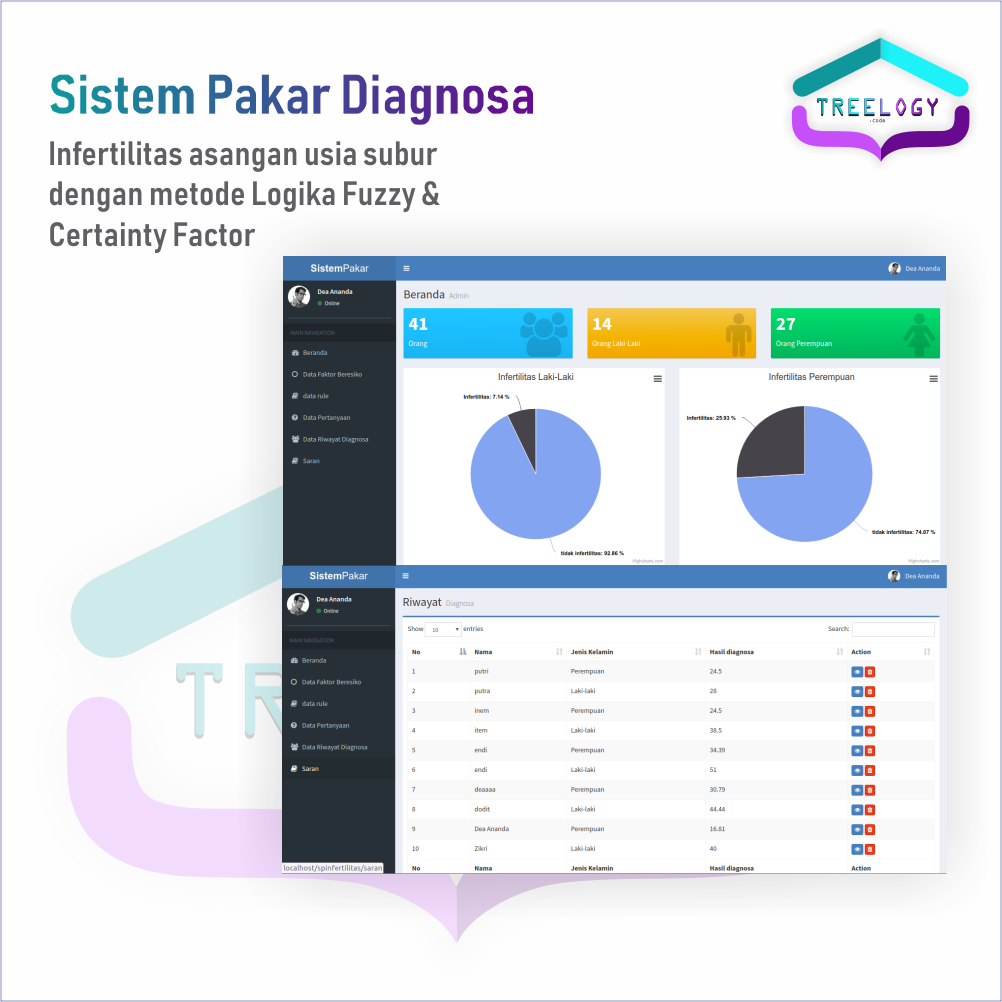 Sistem Pakar Diagnosa
Infertilitas asangan usia subur
dengan metode Logika Fuzzy &
Certainty Factor
TREELOGY
.code
SistemPakar
Dea Ananda
Dea Ananda
Online
MAIN NAVIGATION
Beranda
Data Faktor Beresiko
data rule
Data Pertanyaan
Data Riwayat Diagnosa
Saran
Beranda Admin
41
Orang
14
Orang Laki-Laki
27
Orang Perempuan
Infertilitas Laki-Laki
Infertilitas: 7.14 %
tidak infertilitas: 92.86 %
Highcharts.com
Infertilitas Perempuan
Infertilitas: 25.93 %
tidak infertilitas: 74.07 %
Highcharts.com
SistemPakar
Dea Ananda
Dea Ananda
Online
MAIN NAVIGATION
Beranda
Data Faktor Beresiko
data rule
Data Pertanyaan
Data Riwayat Diagnosa
Saran
localhost/spinfertilitas/saran
Riwayat Diagnosa
Show 10 entries Search:
No Nama Jenis Kelamin Hasil diagnosa Action
1 putri Perempuan 24.5
2 putra Laki-laki 28
3 inem Perempuan 24.5
4 item Laki-laki 38.5
5 endi Perempuan 34.39
6 endi Laki-laki 51
7 deaaaa Perempuan 30.79
8 dodit Laki-laki 44.44
9 Dea Ananda Perempuan 16.81
10 Zikri Laki-laki 40
No Nama Jenis Kelamin Hasil diagnosa Action
TR